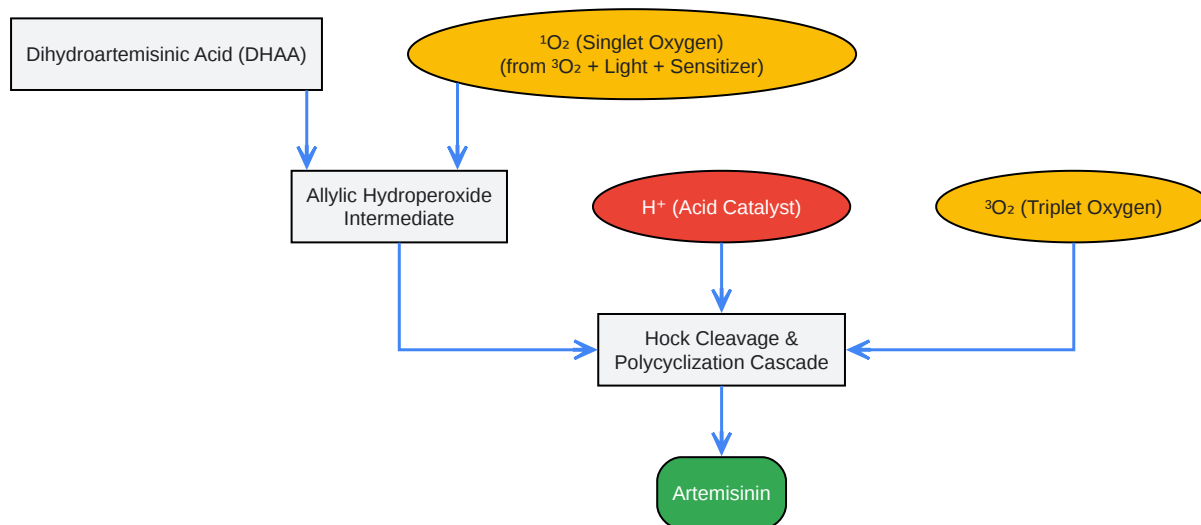 Dihydroartemisinic Acid (DHAA)
¹O₂ (Singlet Oxygen)
(from ³O₂ + Light + Sensitizer)
Allylic Hydroperoxide
Intermediate
H⁺ (Acid Catalyst)
³O₂ (Triplet Oxygen)
Hock Cleavage &
Polycyclization Cascade
Artemisinin